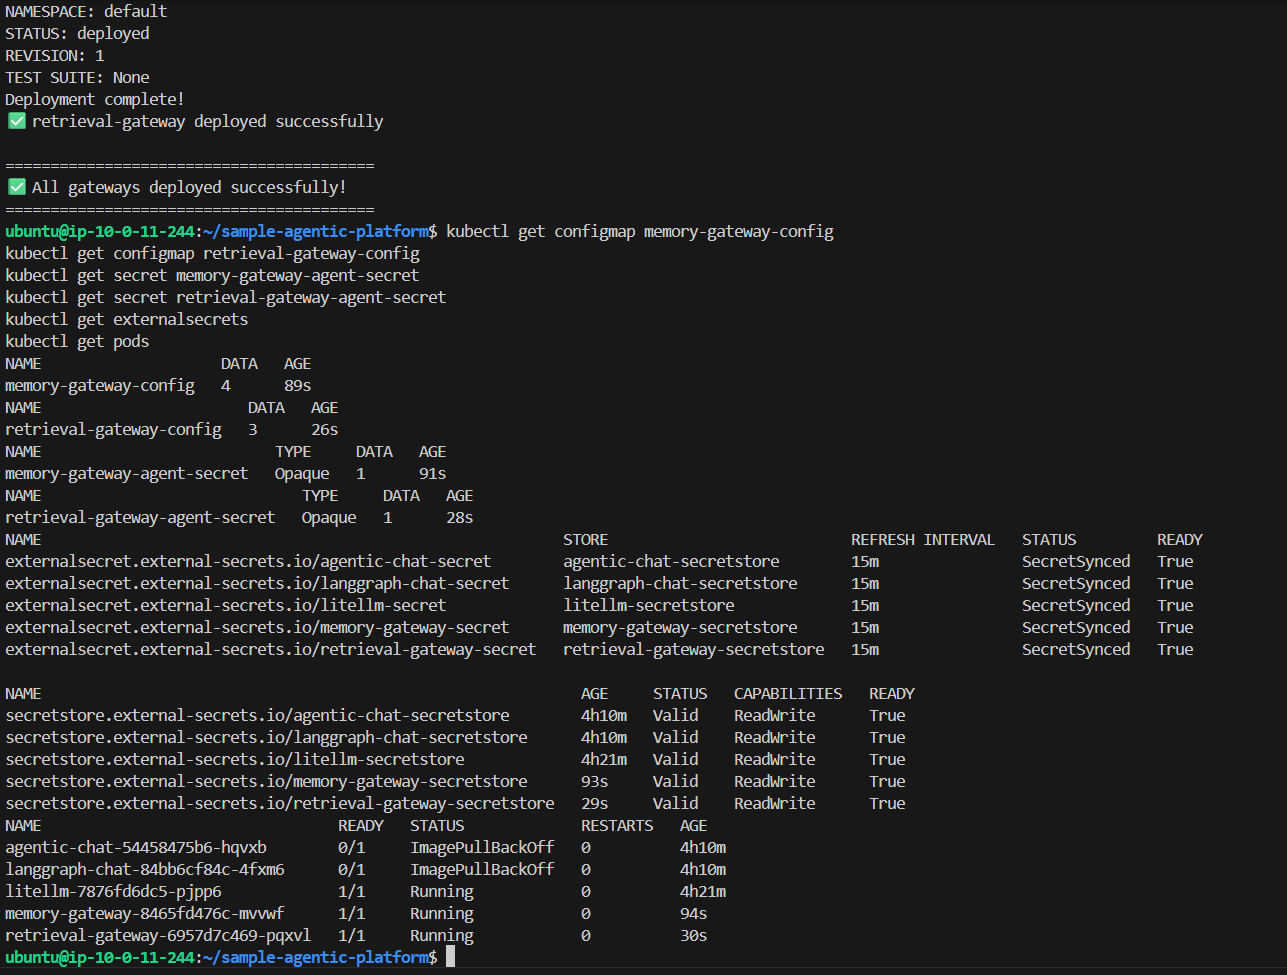 NAMESPACE: default
STATUS: deployed
REVISION: 1
TEST SUITE: None
Deployment complete!
✅ retrieval-gateway deployed successfully
=========================================
✅ All gateways deployed successfully!
=========================================
ubuntu@ip-10-0-11-244:~/sample-agentic-platform$ kubectl get configmap memory-gateway-config
kubectl get configmap retrieval-gateway-config
kubectl get secret memory-gateway-agent-secret
kubectl get secret retrieval-gateway-agent-secret
kubectl get externalsecrets
kubectl get pods
NAME DATA AGE
memory-gateway-config 4 89s
NAME DATA AGE
retrieval-gateway-config 3 26s
NAME TYPE DATA AGE
memory-gateway-agent-secret Opaque 1 91s
NAME TYPE DATA AGE
retrieval-gateway-agent-secret Opaque 1 28s
NAME STORE REFRESH INTERVAL STATUS READY
externalsecret.external-secrets.io/agentic-chat-secret agentic-chat-secretstore 15m SecretSynced True
externalsecret.external-secrets.io/langgraph-chat-secret langgraph-chat-secretstore 15m SecretSynced True
externalsecret.external-secrets.io/litellm-secret litellm-secretstore 15m SecretSynced True
externalsecret.external-secrets.io/memory-gateway-secret memory-gateway-secretstore 15m SecretSynced True
externalsecret.external-secrets.io/retrieval-gateway-secret retrieval-gateway-secretstore 15m SecretSynced True
NAME AGE STATUS CAPABILITIES READY
secretstore.external-secrets.io/agentic-chat-secretstore 4h10m Valid ReadWrite True
secretstore.external-secrets.io/langgraph-chat-secretstore 4h10m Valid ReadWrite True
secretstore.external-secrets.io/litellm-secretstore 4h21m Valid ReadWrite True
secretstore.external-secrets.io/memory-gateway-secretstore 93s Valid ReadWrite True
secretstore.external-secrets.io/retrieval-gateway-secretstore 29s Valid ReadWrite True
NAME READY STATUS RESTARTS AGE
agentic-chat-54458475b6-hqvxb 0/1 ImagePullBackOff 0 4h10m
langgraph-chat-84bb6cf84c-4fxm6 0/1 ImagePullBackOff 0 4h10m
litellm-7876fd6dc5-pjpp6 1/1 Running 0 4h21m
memory-gateway-8465fd476c-mvvwf 1/1 Running 0 94s
retrieval-gateway-6957d7c469-pqxvl 1/1 Running 0 30s
ubuntu@ip-10-0-11-244:~/sample-agentic-platform$